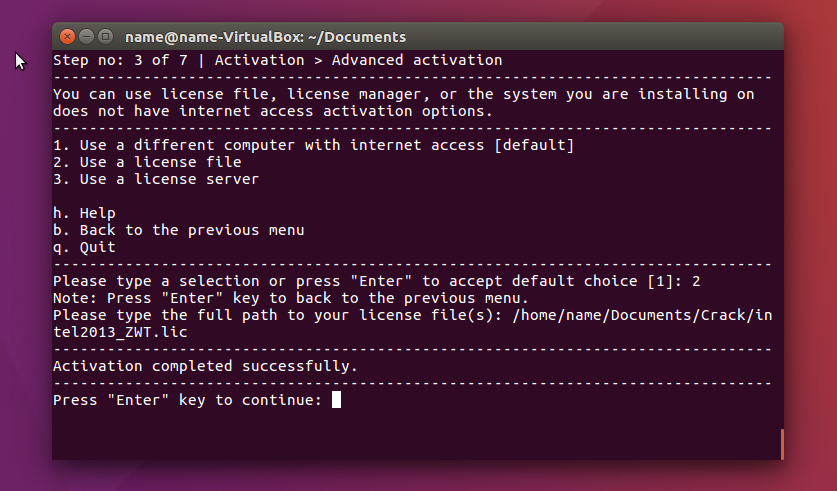 name@name-VirtualBox: ~/Documents
Step no: 3 of 7 | Activation > Advanced activation
--------------------------------------------------------------------------------
You can use license file, license manager, or the system you are installing on
does not have internet access activation options.
--------------------------------------------------------------------------------
1. Use a different computer with internet access [default]
2. Use a license file
3. Use a license server

h. Help
b. Back to the previous menu
q. Quit
--------------------------------------------------------------------------------
Please type a selection or press "Enter" to accept default choice [1]: 2
Note: Press "Enter" key to back to the previous menu.
Please type the full path to your license file(s): /home/name/Documents/Crack/in
tel2013_ZWT.lic
--------------------------------------------------------------------------------
Activation completed successfully.
--------------------------------------------------------------------------------
Press "Enter" key to continue: